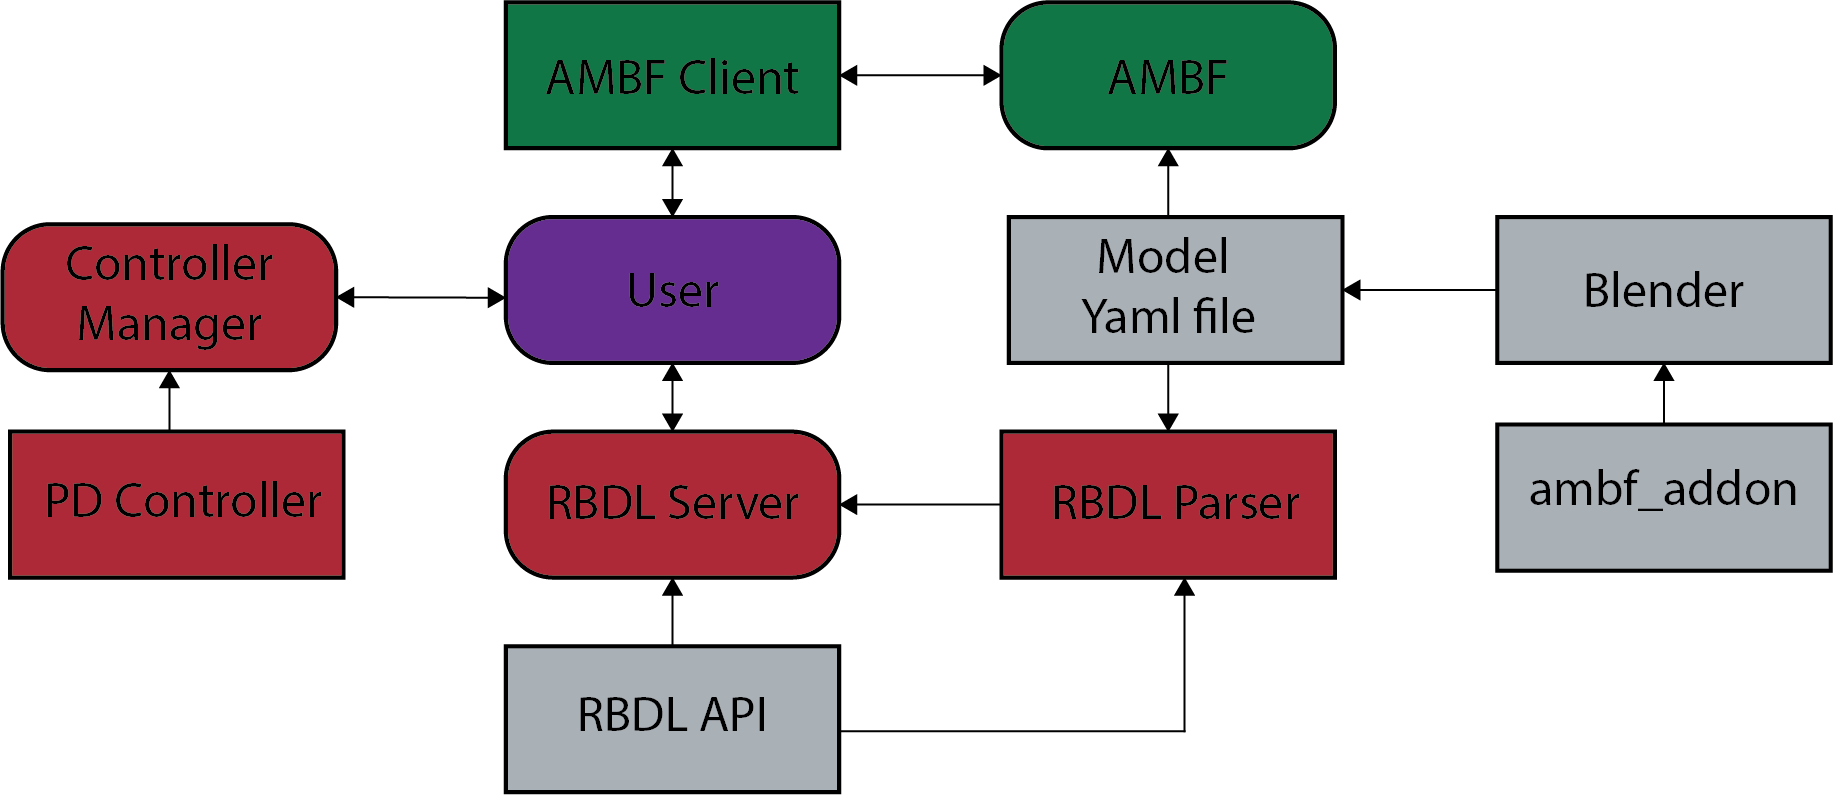 AMBF Client
AMBF
Controller
Manager
User
Model
Yaml file
Blender
PD Controller
RBDL Server
RBDL Parser
ambf_addon
RBDL API